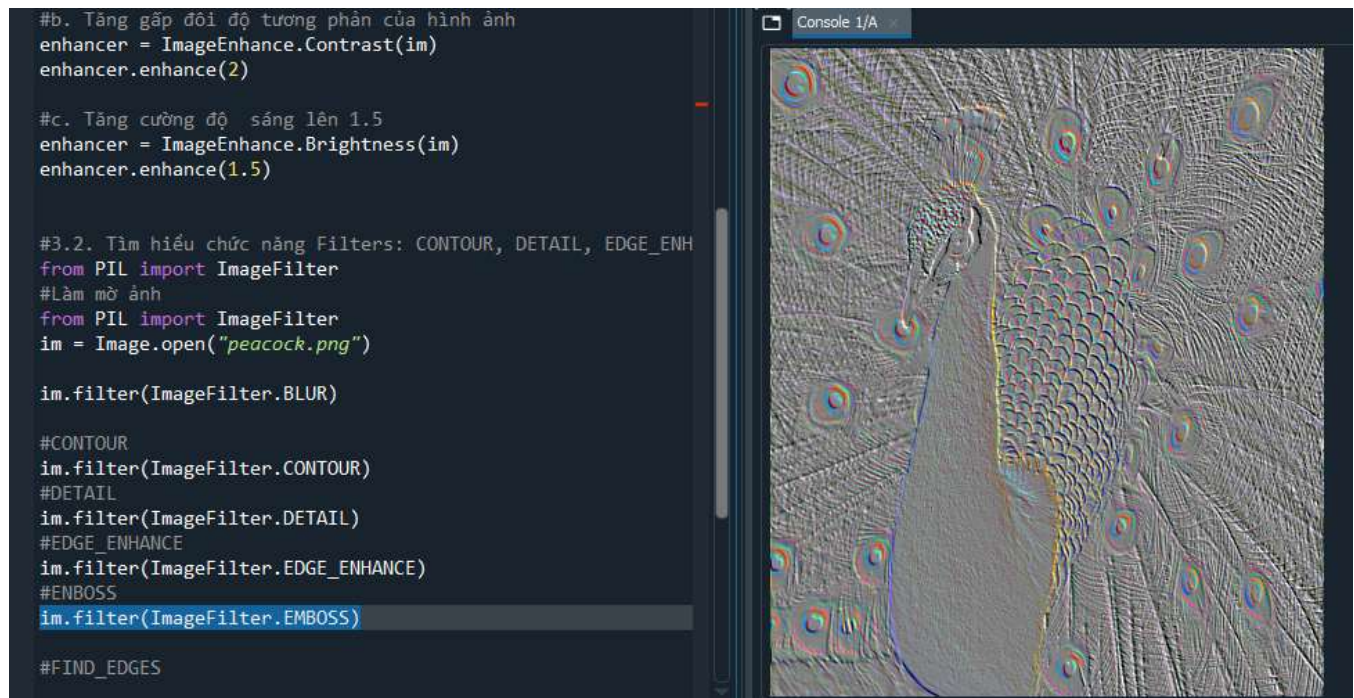 #b. Tăng gấp đôi độ tương phản của hình ảnh
enhancer = ImageEnhance.Contrast(im)
enhancer.enhance(2)
#c. Tăng cường độ  sáng lên 1.5
enhancer = ImageEnhance.Brightness(im)
enhancer.enhance(1.5)
#3.2. Tìm hiểu chức năng Filters: CONTOUR, DETAIL, EDGE_ENH
from PIL import ImageFilter
#Làm mờ ảnh
from PIL import ImageFilter
im = Image.open("peacock.png")
im.filter(ImageFilter.BLUR)
#CONTOUR
im.filter(ImageFilter.CONTOUR)
#DETAIL
im.filter(ImageFilter.DETAIL)
#EDGE_ENHANCE
im.filter(ImageFilter.EDGE_ENHANCE)
#ENBOSS
im.filter(ImageFilter.EMBOSS)
#FIND_EDGES
Console 1/A